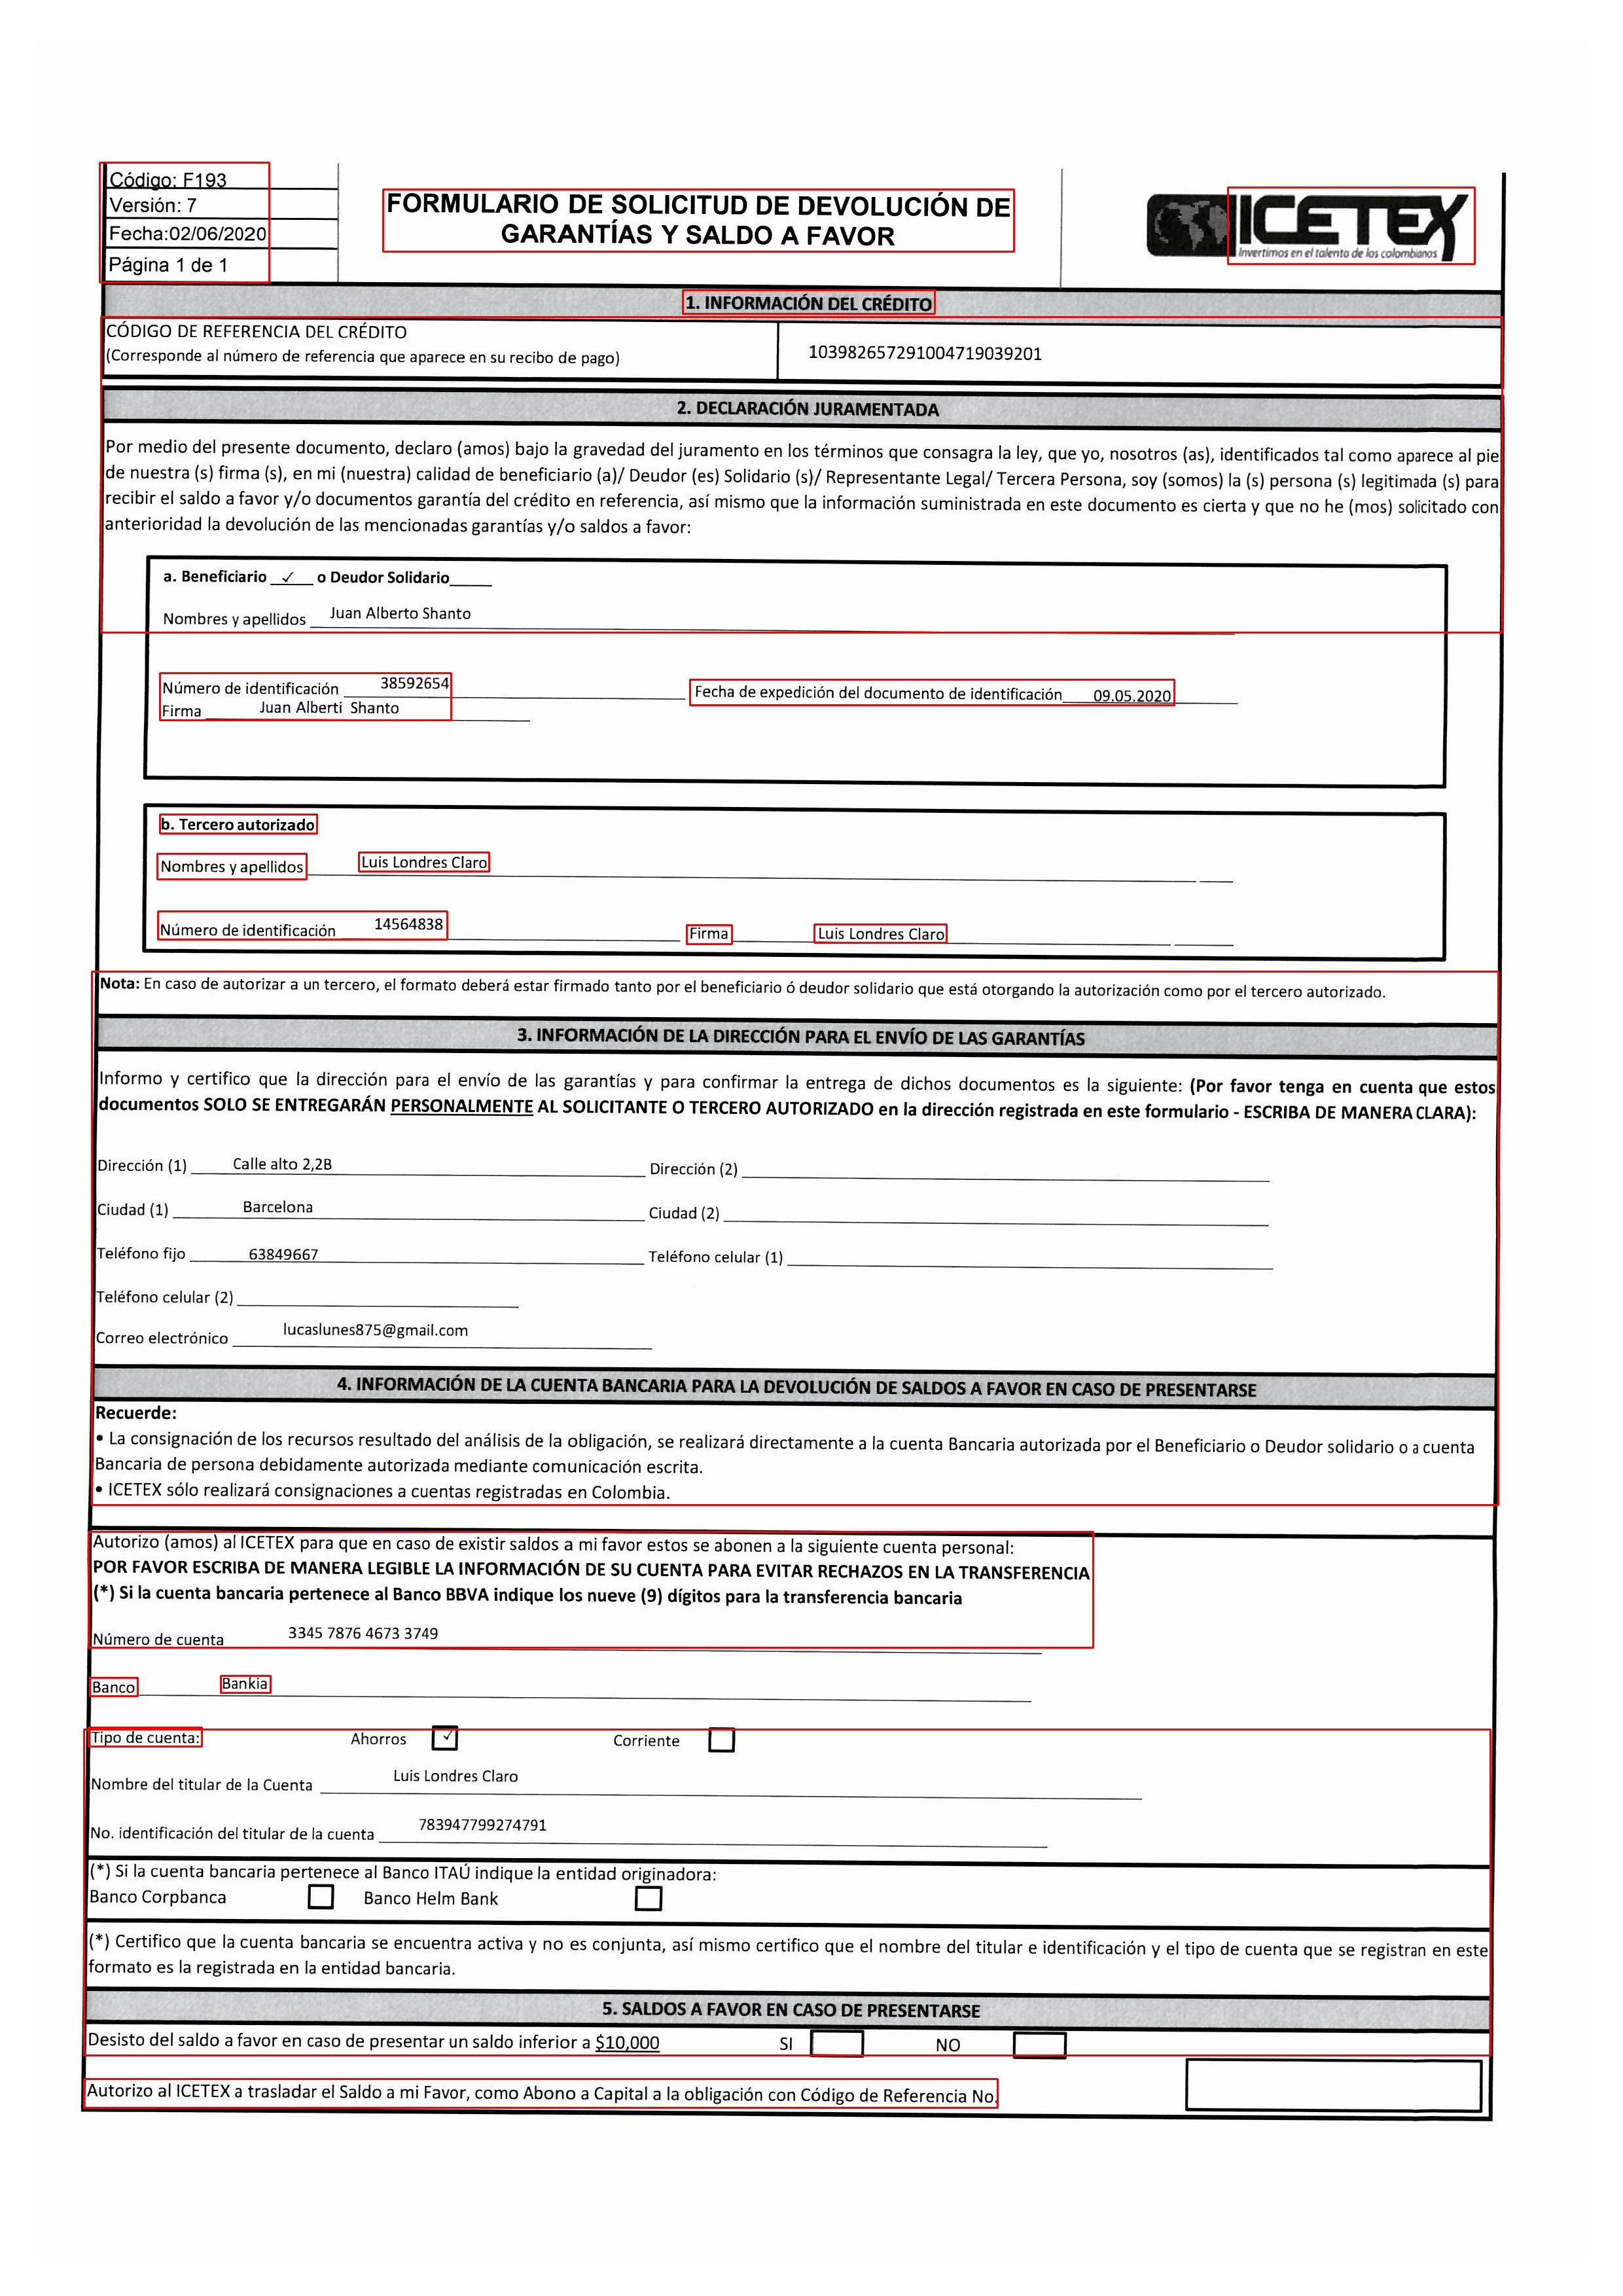 Código: F193
Versión: 7
Fecha:02/06/2020
Página 1 de 1
FORMULARIO DE SOLICITUD DE DEVOLUCIÓN DE
GARANTÍAS Y SALDO A FAVOR
ICETEX
Invertimos en el talento de los colombianos
1. INFORMACIÓN DEL CRÉDITO
CÓDIGO DE REFERENCIA DEL CRÉDITO
(Corresponde al número de referencia que aparece en su recibo de pago)
103982657291004719039201
2. DECLARACIÓN JURAMENTADA
Por medio del presente documento, declaro (amos) bajo la gravedad del juramento en los términos que consagra la ley, que yo, nosotros (as), identificados tal como aparece al pie
de nuestra (s) firma (s), en mi (nuestra) calidad de beneficiario (a)/ Deudor (es) Solidario (s)/ Representante Legal/ Tercera Persona, soy (somos) la (s) persona (s) legitimada (s) para
recibir el saldo a favor y/o documentos garantía del crédito en referencia, así mismo que la información suministrada en este documento es cierta y que no he (mos) solicitado con
anterioridad la devolución de las mencionadas garantías y/o saldos a favor:
a. Beneficiario ✓ o Deudor Solidario
Nombres y apellidos Juan Alberto Shanto
Número de identificación 38592654 Fecha de expedición del documento de identificación 09.05.2020
Firma Juan Alberti Shanto
b. Tercero autorizado
Nombres y apellidos Luis Londres Claro
Número de identificación 14564838 Firma Luis Londres Claro
Nota: En caso de autorizar a un tercero, el formato deberá estar firmado tanto por el beneficiario ó deudor solidario que está otorgando la autorización como por el tercero autorizado.
3. INFORMACIÓN DE LA DIRECCIÓN PARA EL ENVÍO DE LAS GARANTÍAS
Informo y certifico que la dirección para el envío de las garantías y para confirmar la entrega de dichos documentos es la siguiente: (Por favor tenga en cuenta que estos
documentos SOLO SE ENTREGARÁN PERSONALMENTE AL SOLICITANTE O TERCERO AUTORIZADO en la dirección registrada en este formulario - ESCRIBA DE MANERA CLARA):
Dirección (1) Calle alto 2,2B Dirección (2)
Ciudad (1) Barcelona Ciudad (2)
Teléfono fijo 63849667 Teléfono celular (1)
Teléfono celular (2)
Correo electrónico lucaslunes875@gmail.com
4. INFORMACIÓN DE LA CUENTA BANCARIA PARA LA DEVOLUCIÓN DE SALDOS A FAVOR EN CASO DE PRESENTARSE
Recuerde:
• La consignación de los recursos resultado del análisis de la obligación, se realizará directamente a la cuenta Bancaria autorizada por el Beneficiario o Deudor solidario o a cuenta
Bancaria de persona debidamente autorizada mediante comunicación escrita.
• ICETEX sólo realizará consignaciones a cuentas registradas en Colombia.
Autorizo (amos) al ICETEX para que en caso de existir saldos a mi favor estos se abonen a la siguiente cuenta personal:
POR FAVOR ESCRIBA DE MANERA LEGIBLE LA INFORMACIÓN DE SU CUENTA PARA EVITAR RECHAZOS EN LA TRANSFERENCIA
(*) Si la cuenta bancaria pertenece al Banco BBVA indique los nueve (9) dígitos para la transferencia bancaria
Número de cuenta 3345 7876 4673 3749
Banco Bankia
Tipo de cuenta: Ahorros ✓ Corriente
Nombre del titular de la Cuenta Luis Londres Claro
No. identificación del titular de la cuenta 783947799274791
(*) Si la cuenta bancaria pertenece al Banco ITAÚ indique la entidad originadora:
Banco Corpbanca Banco Helm Bank
(*) Certifico que la cuenta bancaria se encuentra activa y no es conjunta, así mismo certifico que el nombre del titular e identificación y el tipo de cuenta que se registran en este
formato es la registrada en la entidad bancaria.
5. SALDOS A FAVOR EN CASO DE PRESENTARSE
Desisto del saldo a favor en caso de presentar un saldo inferior a $10,000 SI NO
Autorizo al ICETEX a trasladar el Saldo a mi Favor, como Abono a Capital a la obligación con Código de Referencia No.